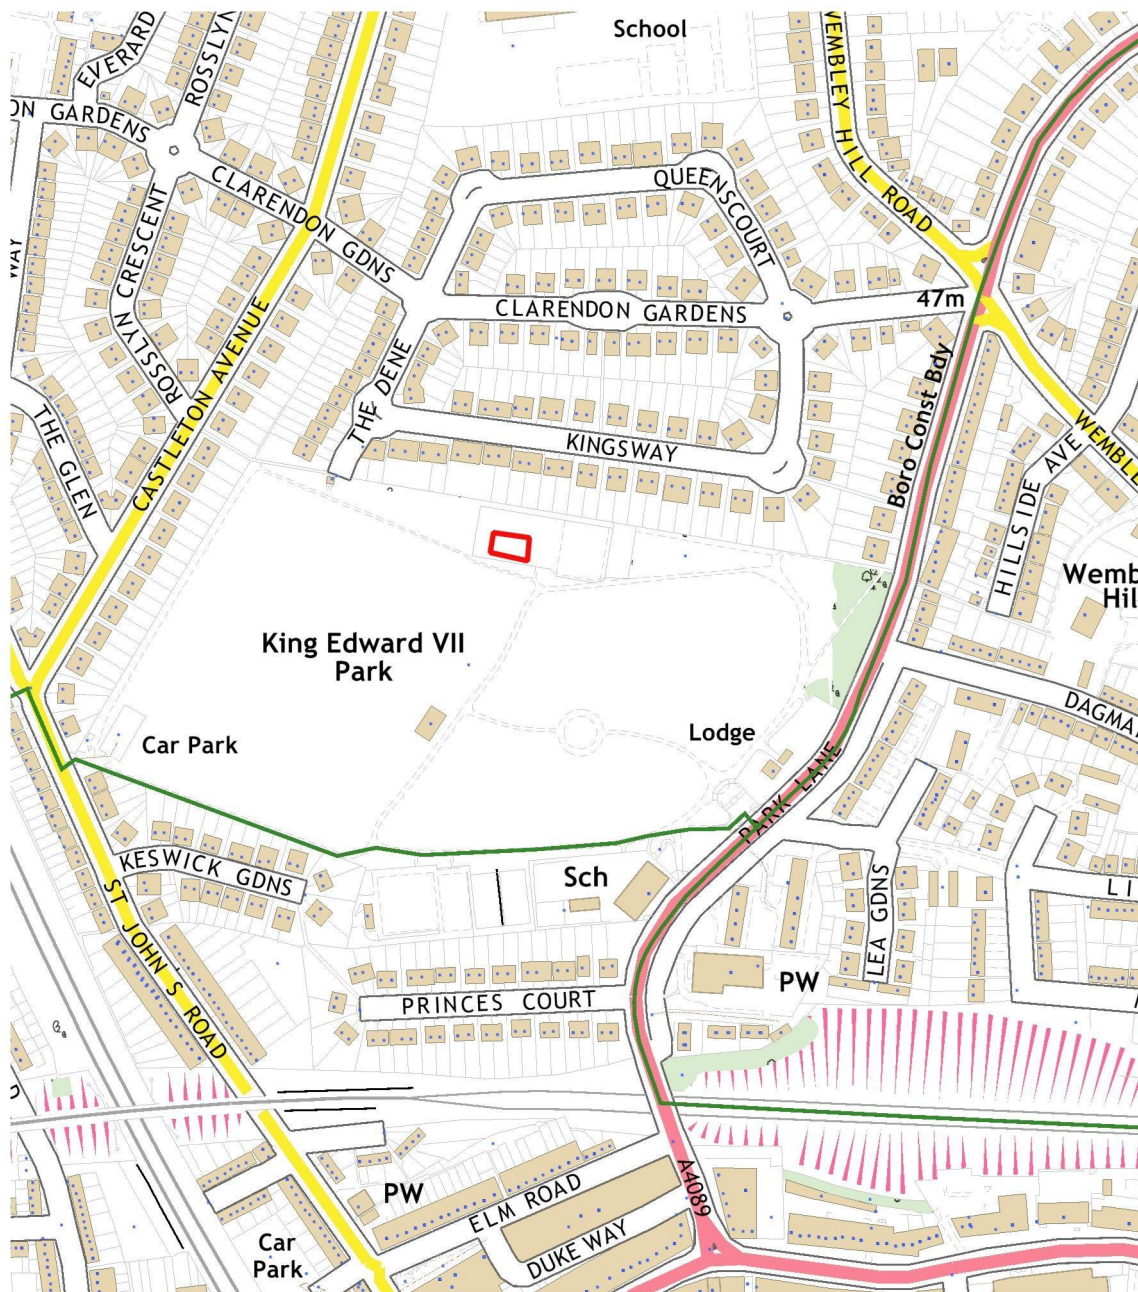 School
EVERARD
ROSSLYN
ON GARDENS
WEMBLEY HILL ROAD
CLARENDON GDNS
QUEENSCOURT
WAY
ROSSLYN CRESCENT
CLARENDON GARDENS
47m
CASTLETON AVENUE
THE DENE
Boro Const Bdy
THE GLEN
KINGSWAY
WEMBLE
HILLSIDE AVE
Wemb
Hil
King Edward VII
Park
DAGMA
Car Park
Lodge
PARK LANE
KESWICK GDNS
Sch
LEA GDNS
LI
ST JOHN S ROAD
PRINCES COURT
PW
A4089
PW
ELM ROAD
DUKE WAY
Car
Park